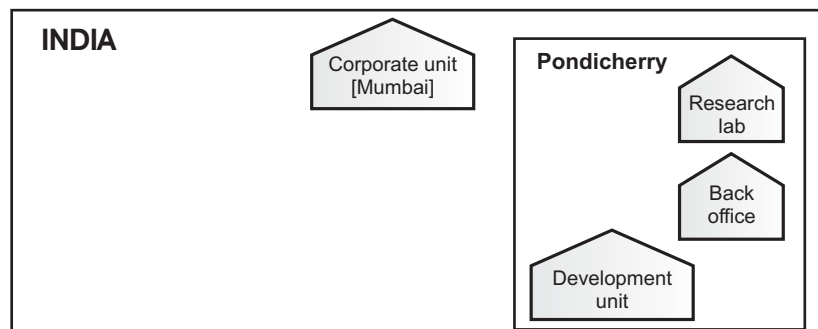 INDIA
Corporate unit
[Mumbai]
Pondicherry
Research
lab
Back
office
Development
unit